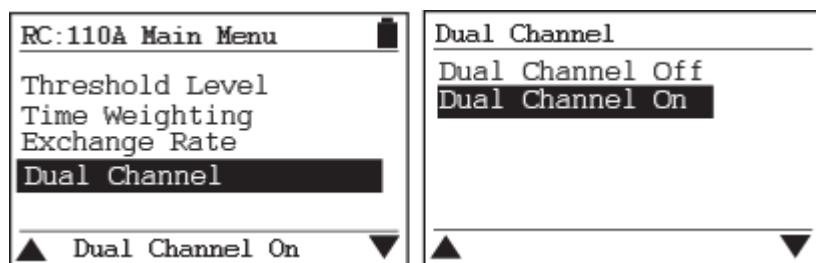 RC:110A Main Menu
Threshold Level
Time Weighting
Exchange Rate
Dual Channel
Dual Channel On
Dual Channel
Dual Channel Off
Dual Channel On